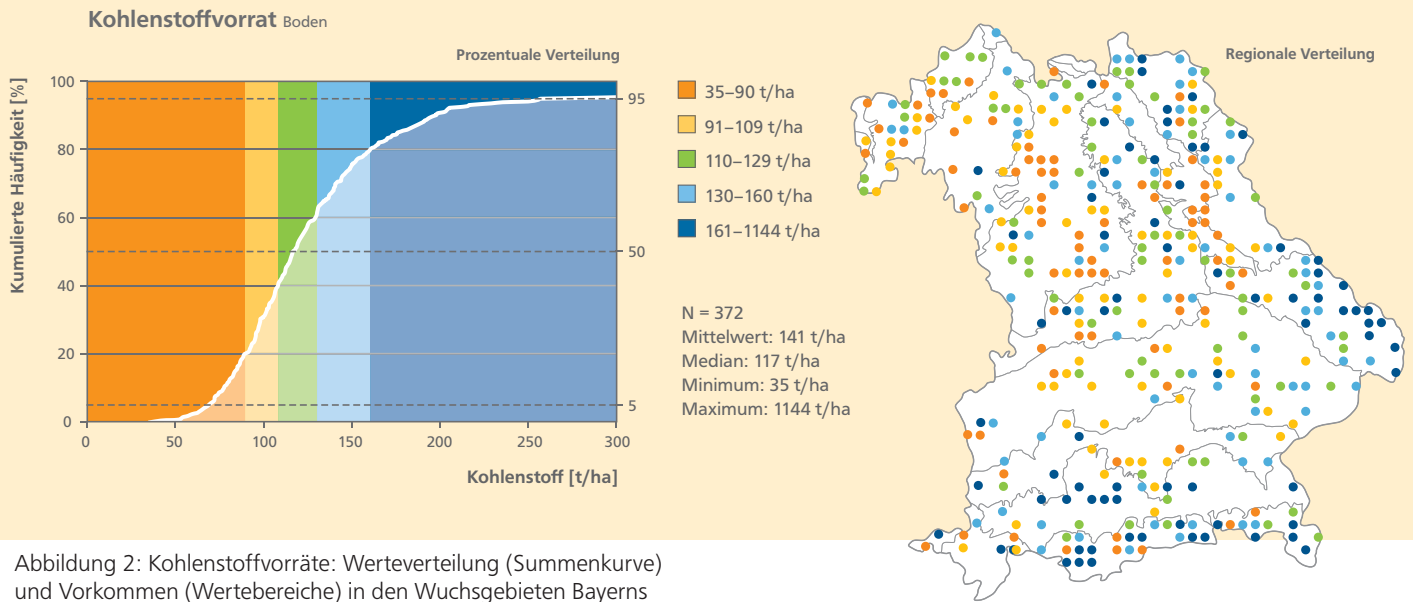 Kohlenstoffvorrat Boden
Prozentuale Verteilung
Regionale Verteilung
Kumulierte Häufigkeit [%]
100
80
60
40
20
0
95
50
5
0
50
100
150
200
250
300
Kohlenstoff [t/ha]
35–90 t/ha
91–109 t/ha
110–129 t/ha
130–160 t/ha
161–1144 t/ha
N = 372
Mittelwert: 141 t/ha
Median: 117 t/ha
Minimum: 35 t/ha
Maximum: 1144 t/ha
Abbildung 2: Kohlenstoffvorräte: Werteverteilung (Summenkurve)
und Vorkommen (Wertebereiche) in den Wuchsgebieten Bayerns